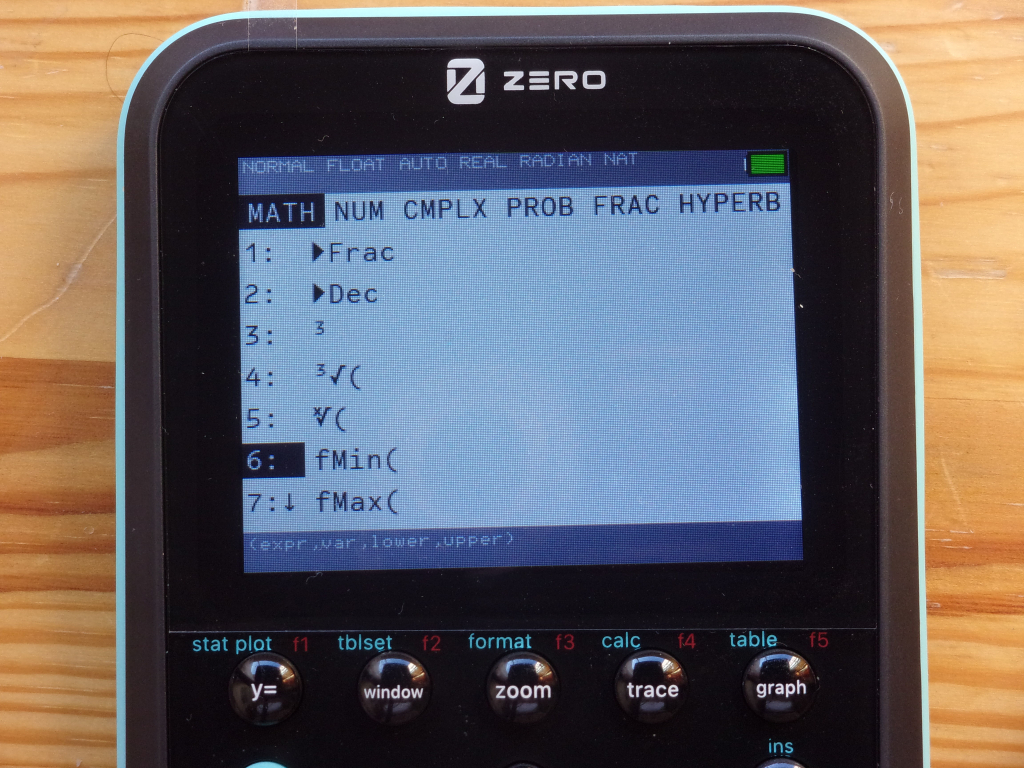 ZERO
NORMAL FLOAT AUTO REAL RADIAN NAT
MATH NUM CMPLX PROB FRAC HYPERB
1: ▶Frac
2: ▶Dec
3: ³
4: ³√(
5: ˣ√(
6: fMin(
7:↓ fMax(
(expr,var,lower,upper)
stat plot f1 tblset f2 format f3 calc f4 table f5
y= window zoom trace graph
ins